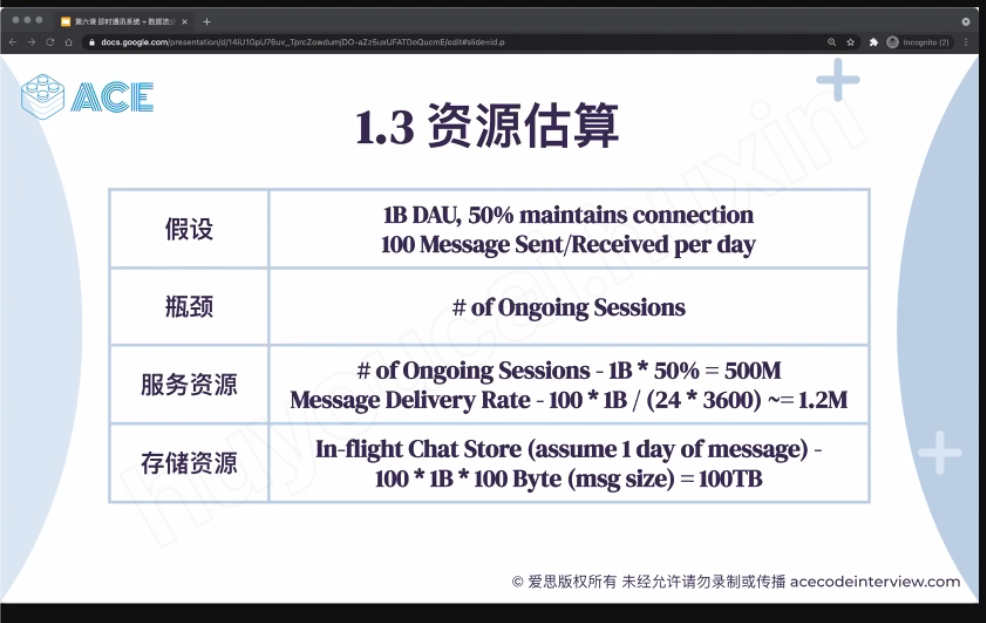 第六课 即时通讯系统 + 数据流
docs.google.com/presentation/d/14iU10pU76uv_TprcZowdumjDO-aZz5uxUFATDoQucmE/edit#slide=id.p
Incognito (2)
ACE
1.3 资源估算
假设
1B DAU, 50% maintains connection
100 Message Sent/Received per day
瓶颈
# of Ongoing Sessions
服务资源
# of Ongoing Sessions - 1B * 50% = 500M
Message Delivery Rate - 100 * 1B / (24 * 3600) ~= 1.2M
存储资源
In-flight Chat Store (assume 1 day of message) -
100 * 1B * 100 Byte (msg size) = 100TB
© 爱思版权所有 未经允许请勿录制或传播 acecodeinterview.com